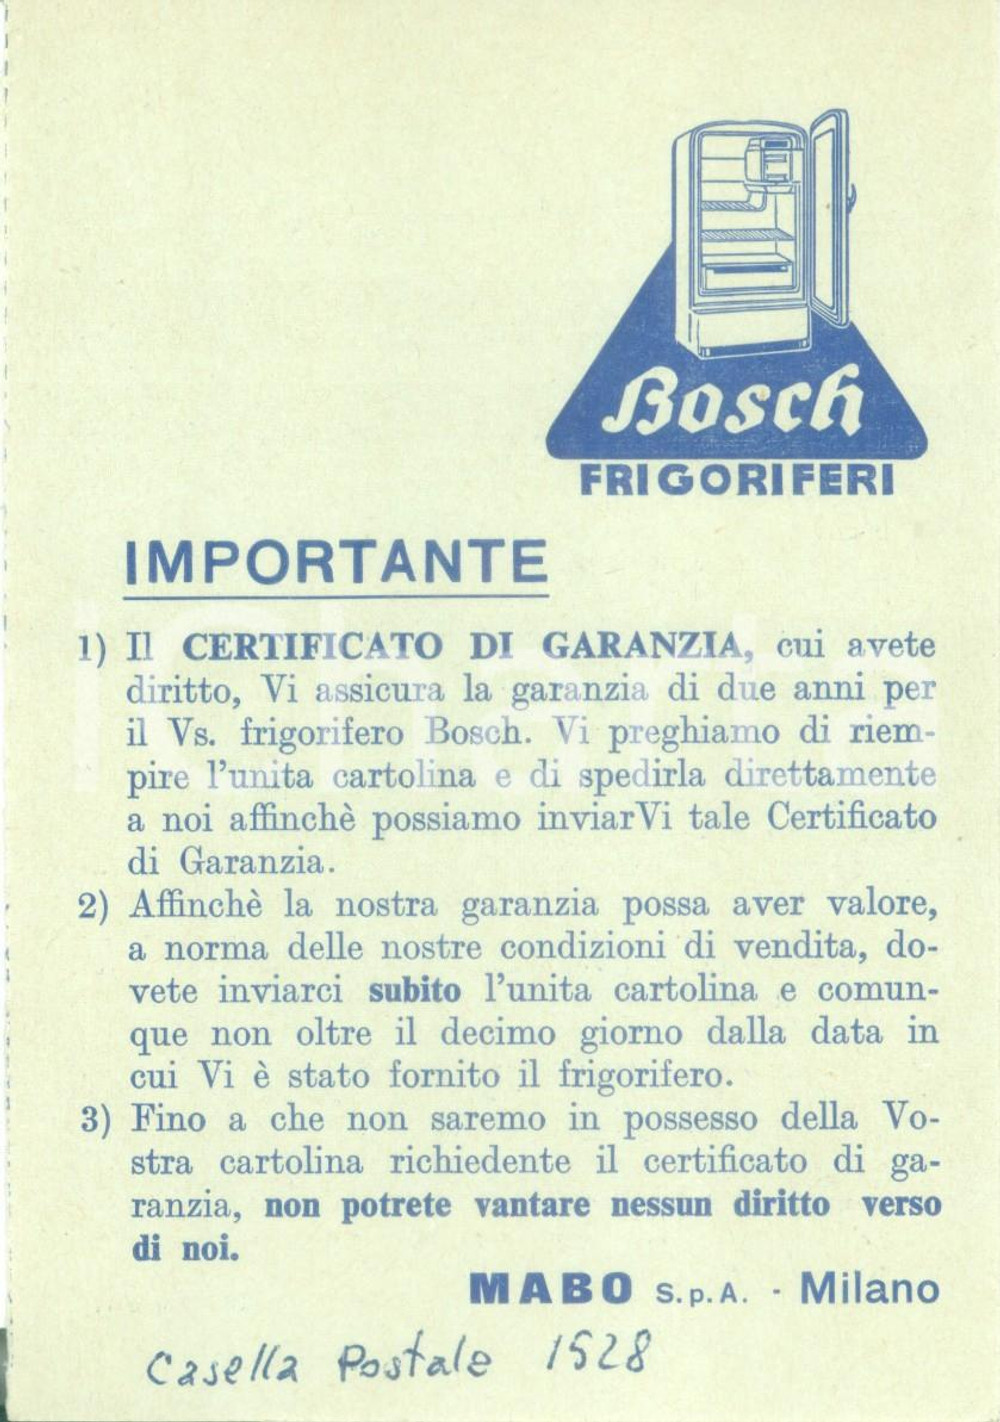 Bosch
FRIGORIFERI
IMPORTANTE
1) Il CERTIFICATO DI GARANZIA, cui avete
diritto, Vi assicura la garanzia di due anni per
il Vs. frigorifero Bosch. Vi preghiamo di riem-
pire l'unita cartolina e di spedirla direttamente
a noi affinchè possiamo inviarVi tale Certificato
di Garanzia.
2) Affinchè la nostra garanzia possa aver valore,
a norma delle nostre condizioni di vendita, do-
vete inviarci subito l'unita cartolina e comun-
que non oltre il decimo giorno dalla data in
cui Vi è stato fornito il frigorifero.
3) Fino a che non saremo in possesso della Vo-
stra cartolina richiedente il certificato di ga-
ranzia, non potrete vantare nessun diritto verso
di noi.
MABO S.p.A. - Milano
Casella Postale 1528